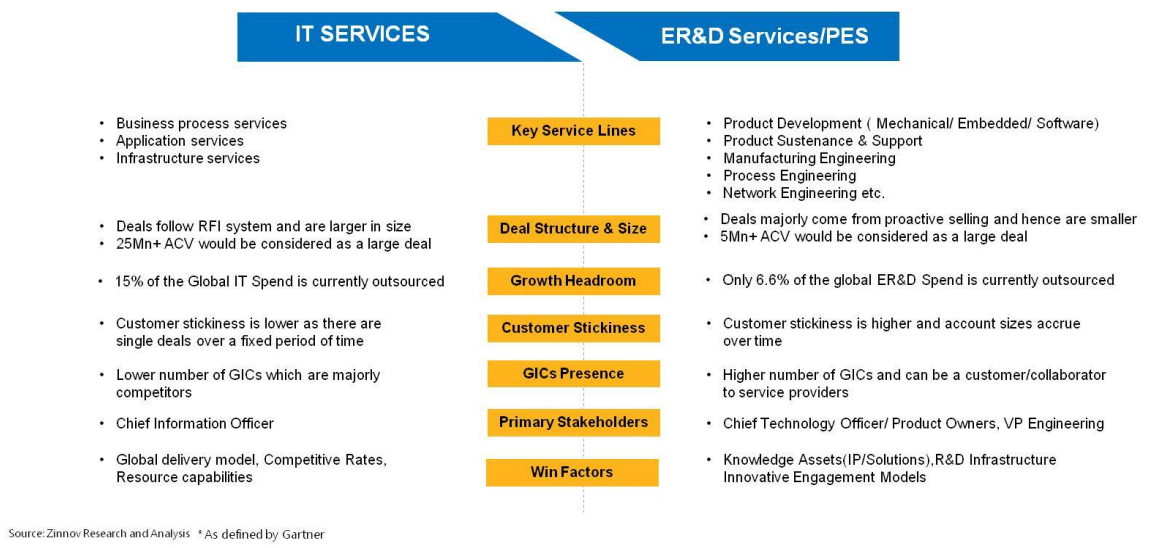 IT SERVICES
ER&D Services/PES
Key Service Lines
• Business process services
• Application services
• Infrastructure services
• Product Development ( Mechanical/ Embedded/ Software)
• Product Sustenance & Support
• Manufacturing Engineering
• Process Engineering
• Network Engineering etc.
Deal Structure & Size
• Deals follow RFI system and are larger in size
• 25Mn+ ACV would be considered as a large deal
• Deals majorly come from proactive selling and hence are smaller
• 5Mn+ ACV would be considered as a large deal
Growth Headroom
• 15% of the Global IT Spend is currently outsourced
• Only 6.6% of the global ER&D Spend is currently outsourced
Customer Stickiness
• Customer stickiness is lower as there are
single deals over a fixed period of time
• Customer stickiness is higher and account sizes accrue
over time
GICs Presence
• Lower number of GICs which are majorly
competitors
• Higher number of GICs and can be a customer/collaborator
to service providers
Primary Stakeholders
• Chief Information Officer
• Chief Technology Officer/ Product Owners, VP Engineering
Win Factors
• Global delivery model, Competitive Rates,
Resource capabilities
• Knowledge Assets(IP/Solutions),R&D Infrastructure
Innovative Engagement Models
Source: Zinnov Research and Analysis * As defined by Gartner